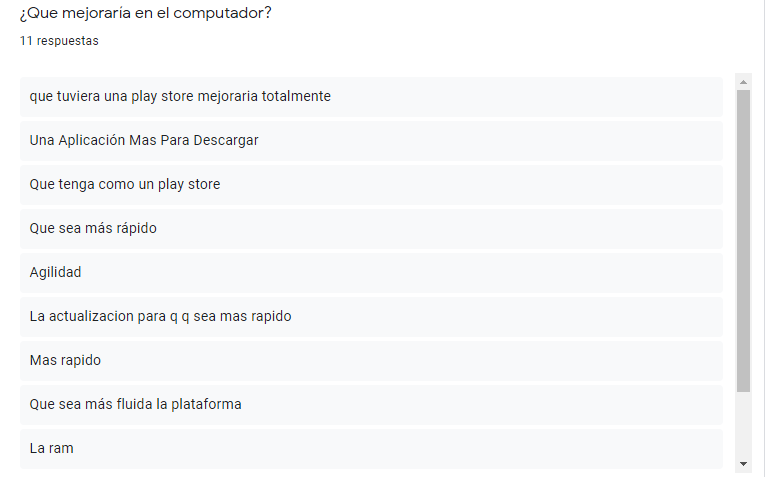 ¿Que mejoraría en el computador?
11 respuestas
que tuviera una play store mejoraria totalmente
Una Aplicación Mas Para Descargar
Que tenga como un play store
Que sea más rápido
Agilidad
La actualizacion para q q sea mas rapido
Mas rapido
Que sea más fluida la plataforma
La ram